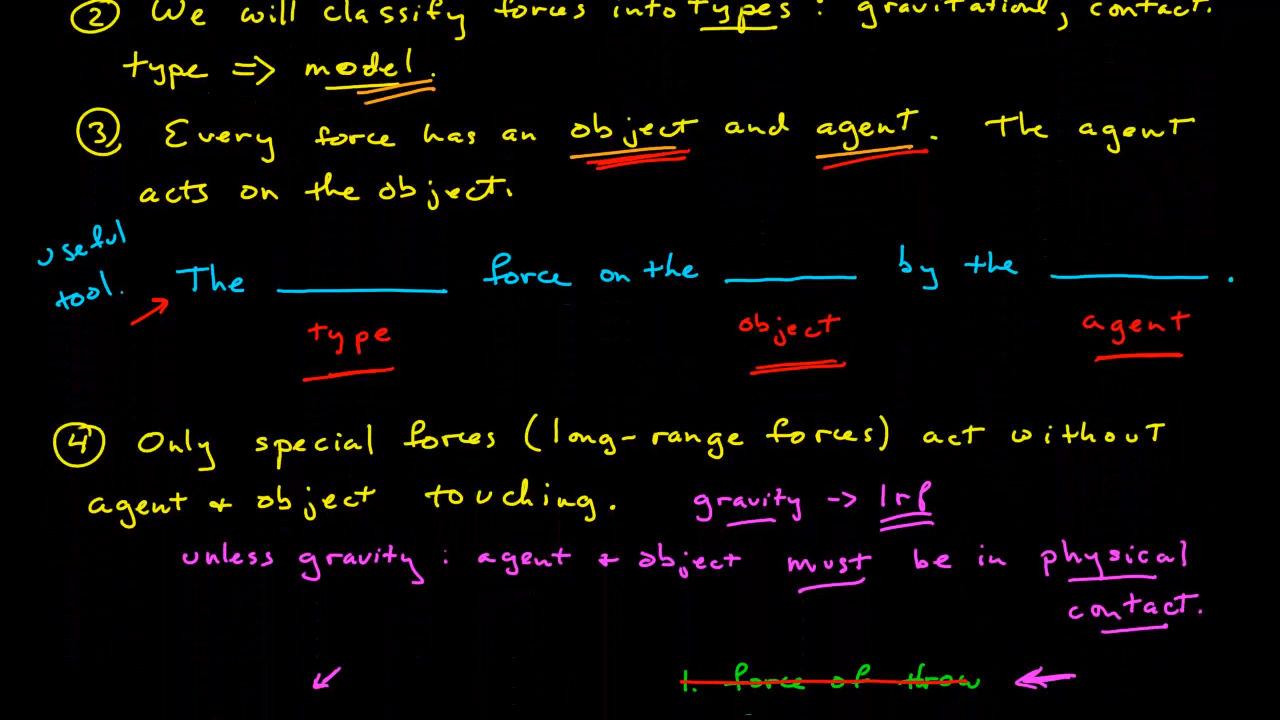 ② We will classify forces into types : gravitational, contact.
type => model.
③ Every force has an object and agent. The agent
acts on the object.
useful
tool.
The ____ force on the ____ by the ____.
type object agent
④ Only special forces (long-range forces) act without
agent & object touching. gravity -> lrf
unless gravity : agent & object must be in physical
contact.
1. force of throw